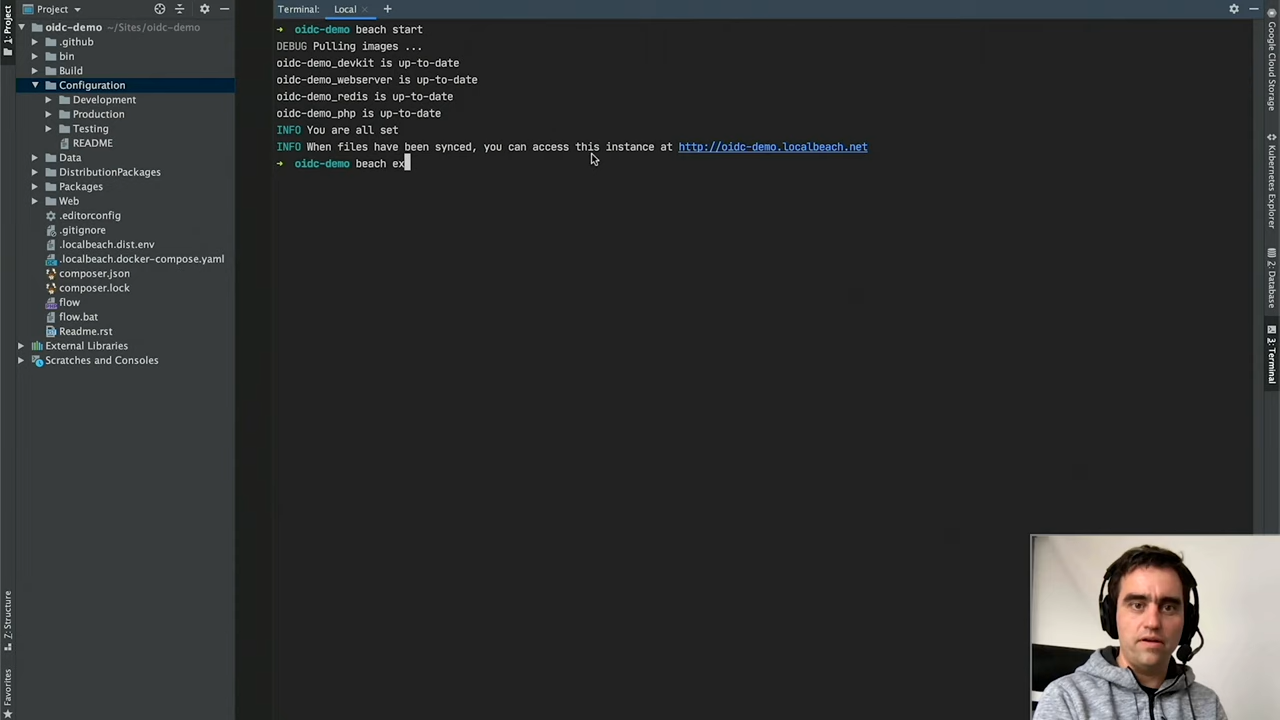 Project
Terminal: Local
1: Project
oidc-demo ~/Sites/oidc-demo
.github
bin
Build
Configuration
Development
Production
Testing
README
Data
DistributionPackages
Packages
Web
.editorconfig
.gitignore
.localbeach.dist.env
.localbeach.docker-compose.yaml
composer.json
composer.lock
flow
flow.bat
Readme.rst
External Libraries
Scratches and Consoles
7: Structure
Favorites
➜ oidc-demo beach start
DEBUG Pulling images ...
oidc-demo_devkit is up-to-date
oidc-demo_webserver is up-to-date
oidc-demo_redis is up-to-date
oidc-demo_php is up-to-date
INFO You are all set
INFO When files have been synced, you can access this instance at http://oidc-demo.localbeach.net
➜ oidc-demo beach ex
Google Cloud Storage
Kubernetes Explorer
2: Database
3: Terminal